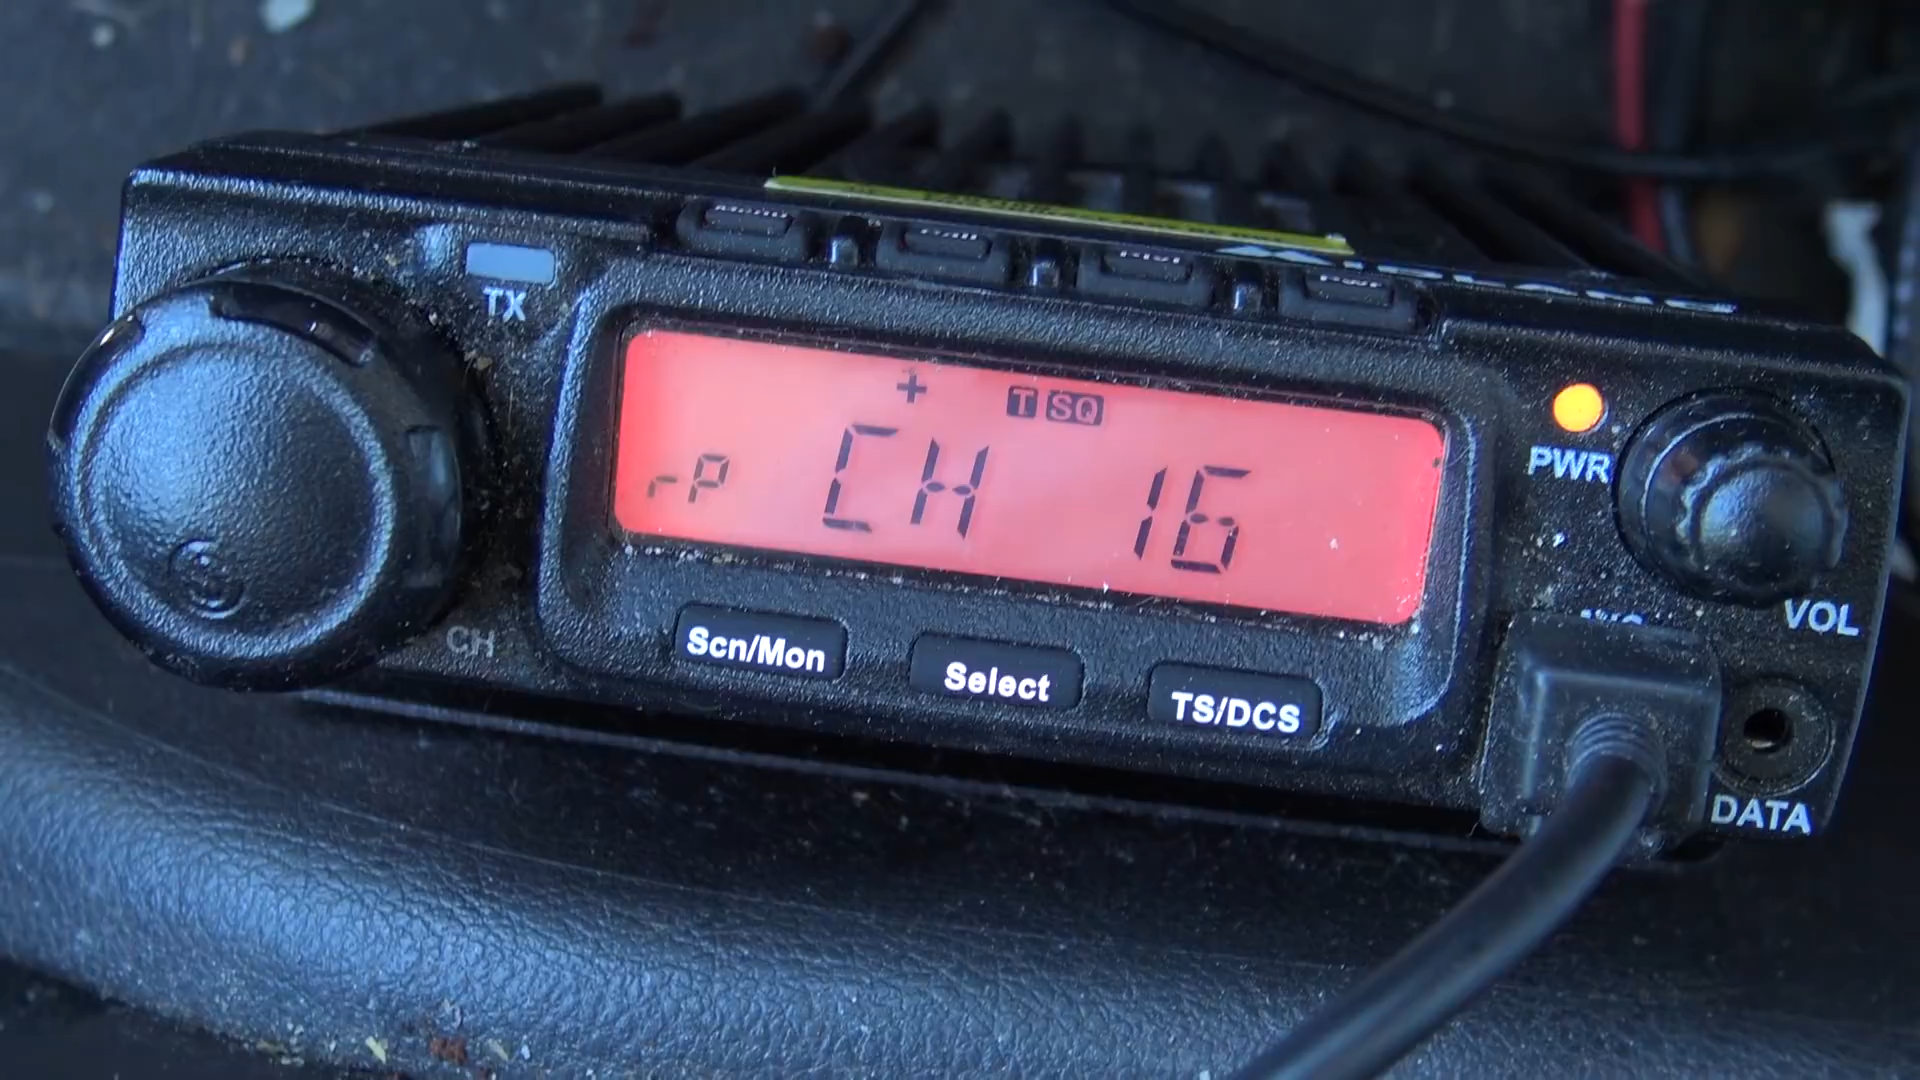 TX
+ T SQ
rP CH 16
PWR
VOL
CH
Scn/Mon
Select
TS/DCS
DATA